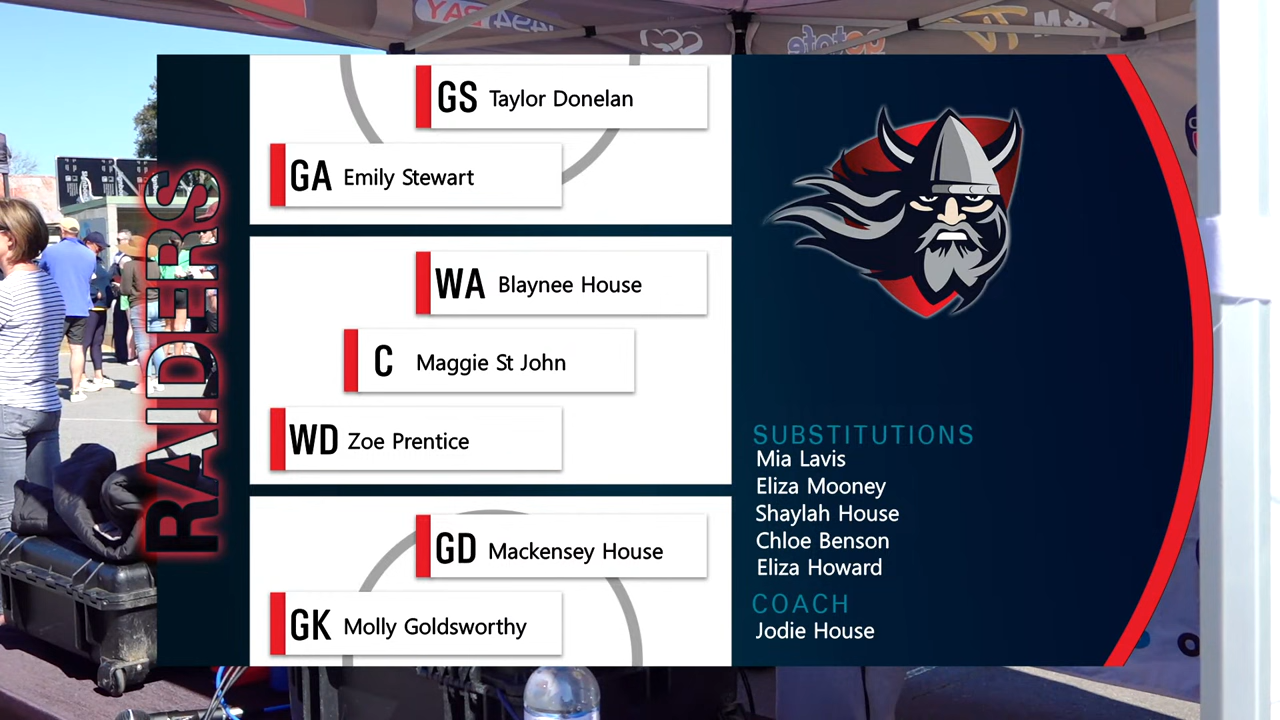 RAIDERS
GS Taylor Donelan
GA Emily Stewart
WA Blaynee House
C Maggie St John
WD Zoe Prentice
GD Mackensey House
GK Molly Goldsworthy
SUBSTITUTIONS
Mia Lavis
Eliza Mooney
Shaylah House
Chloe Benson
Eliza Howard
COACH
Jodie House